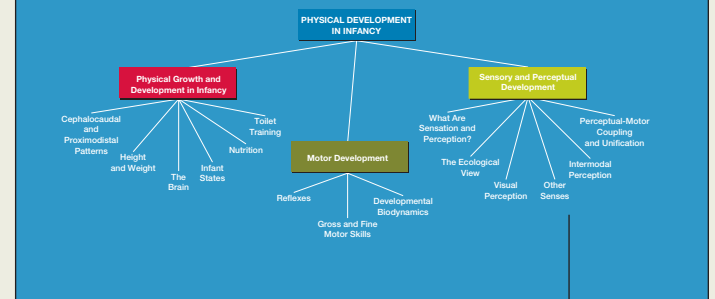 PHYSICAL DEVELOPMENT
IN INFANCY
Physical Growth and
Development in Infancy
Cephalocaudal
and
Proximodistal
Patterns
Height
and Weight
The
Brain
Infant
States
Nutrition
Toilet
Training
Motor Development
Reflexes
Gross and Fine
Motor Skills
Developmental
Biodynamics
Sensory and Perceptual
Development
What Are
Sensation and
Perception?
The Ecological
View
Visual
Perception
Other
Senses
Intermodal
Perception
Perceptual-Motor
Coupling
and Unification